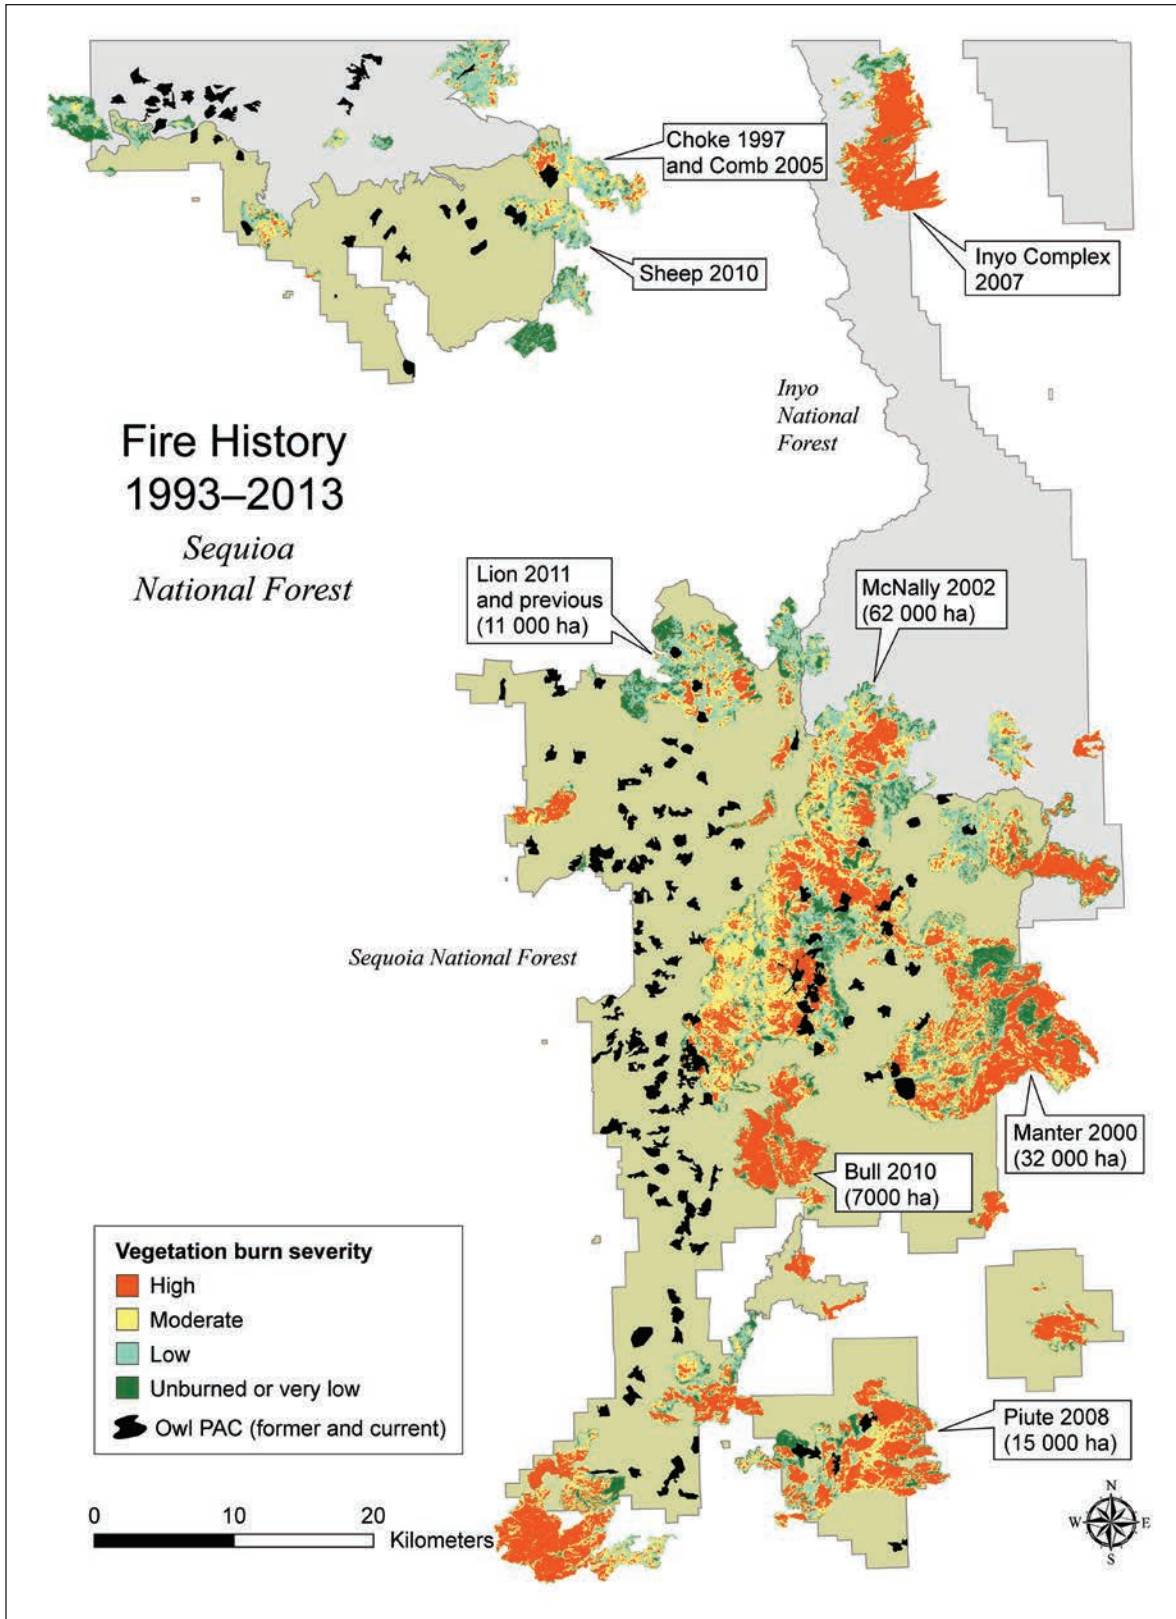 Choke 1997
and Comb 2005
Inyo Complex
2007
Sheep 2010
Inyo
National
Forest
Fire History
1993–2013
Sequioa
National Forest
Lion 2011
and previous
(11 000 ha)
McNally 2002
(62 000 ha)
Sequoia National Forest
Manter 2000
(32 000 ha)
Bull 2010
(7000 ha)
Vegetation burn severity
High
Moderate
Low
Unburned or very low
Owl PAC (former and current)
Piute 2008
(15 000 ha)
0 10 20
Kilometers
N
W E
S